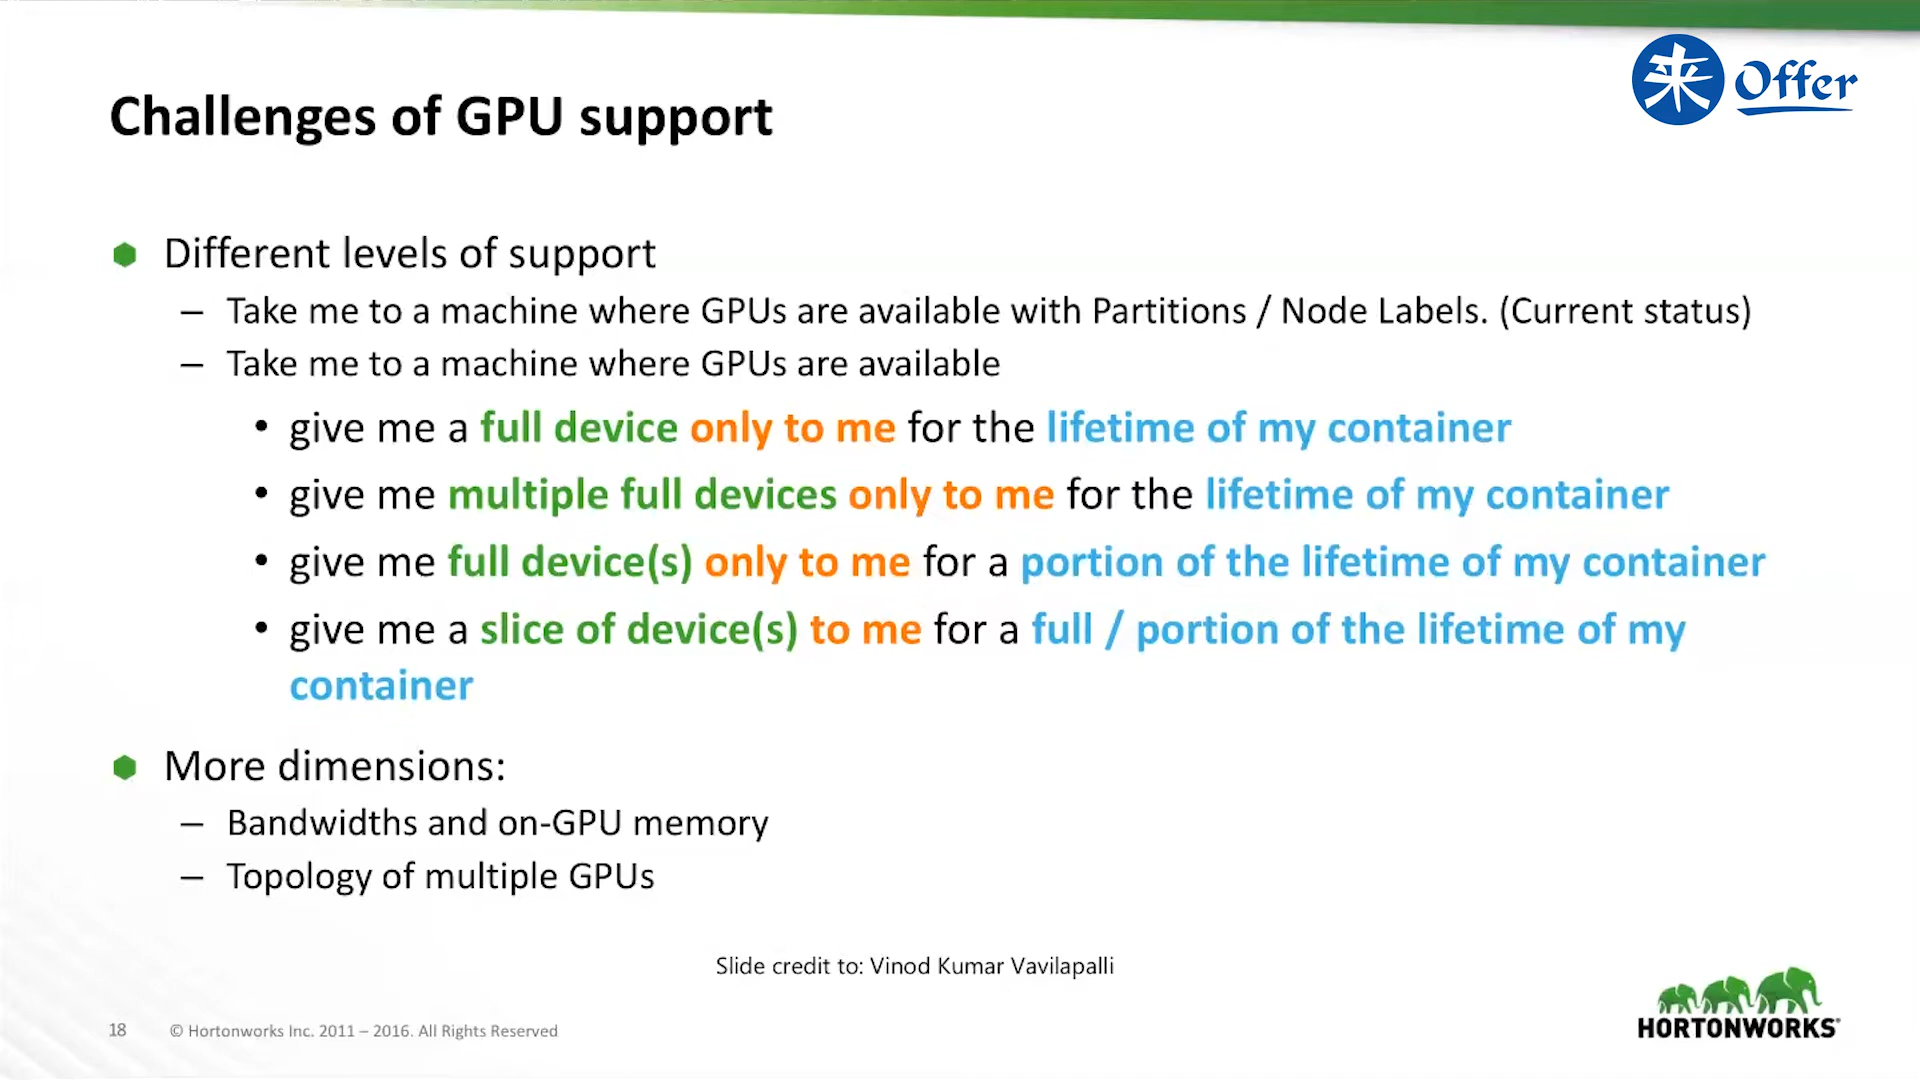 来 Offer
Challenges of GPU support
Different levels of support
– Take me to a machine where GPUs are available with Partitions / Node Labels. (Current status)
– Take me to a machine where GPUs are available
• give me a full device only to me for the lifetime of my container
• give me multiple full devices only to me for the lifetime of my container
• give me full device(s) only to me for a portion of the lifetime of my container
• give me a slice of device(s) to me for a full / portion of the lifetime of my
container
More dimensions:
– Bandwidths and on-GPU memory
– Topology of multiple GPUs
Slide credit to: Vinod Kumar Vavilapalli
18 © Hortonworks Inc. 2011 – 2016. All Rights Reserved
HORTONWORKS